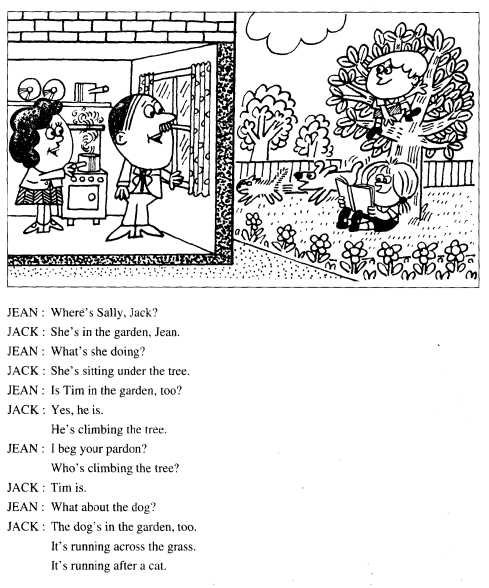 JEAN : Where's Sally, Jack?
JACK : She's in the garden, Jean.
JEAN : What's she doing?
JACK : She's sitting under the tree.
JEAN : Is Tim in the garden, too?
JACK : Yes, he is.
He's climbing the tree.
JEAN : I beg your pardon?
Who's climbing the tree?
JACK : Tim is.
JEAN : What about the dog?
JACK : The dog's in the garden, too.
It's running across the grass.
It's running after a cat.